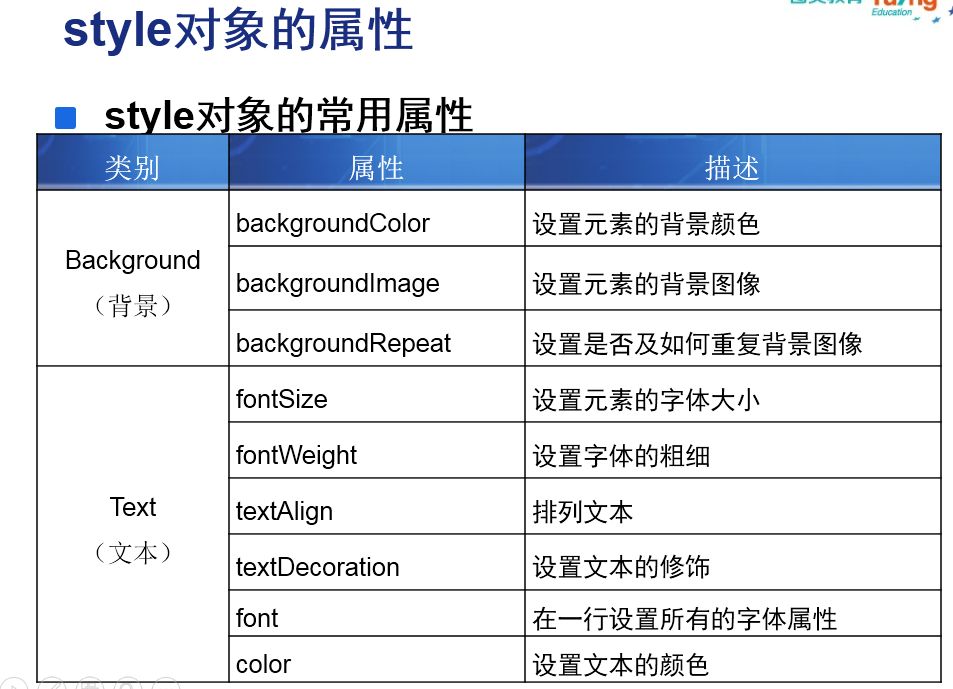 Education
style对象的属性
style对象的常用属性
类别 属性 描述
Background
（背景）
backgroundColor 设置元素的背景颜色
backgroundImage 设置元素的背景图像
backgroundRepeat 设置是否及如何重复背景图像
Text
（文本）
fontSize 设置元素的字体大小
fontWeight 设置字体的粗细
textAlign 排列文本
textDecoration 设置文本的修饰
font 在一行设置所有的字体属性
color 设置文本的颜色